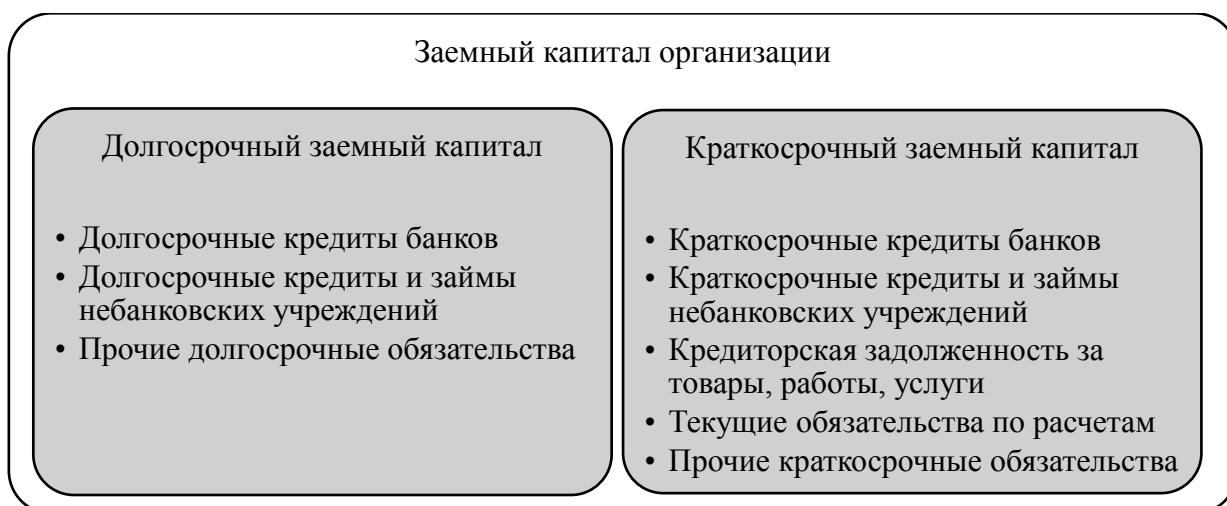 Заемный капитал организации
Долгосрочный заемный капитал
• Долгосрочные кредиты банков
• Долгосрочные кредиты и займы
небанковских учреждений
• Прочие долгосрочные обязательства
Краткосрочный заемный капитал
• Краткосрочные кредиты банков
• Краткосрочные кредиты и займы
небанковских учреждений
• Кредиторская задолженность за
товары, работы, услуги
• Текущие обязательства по расчетам
• Прочие краткосрочные обязательства